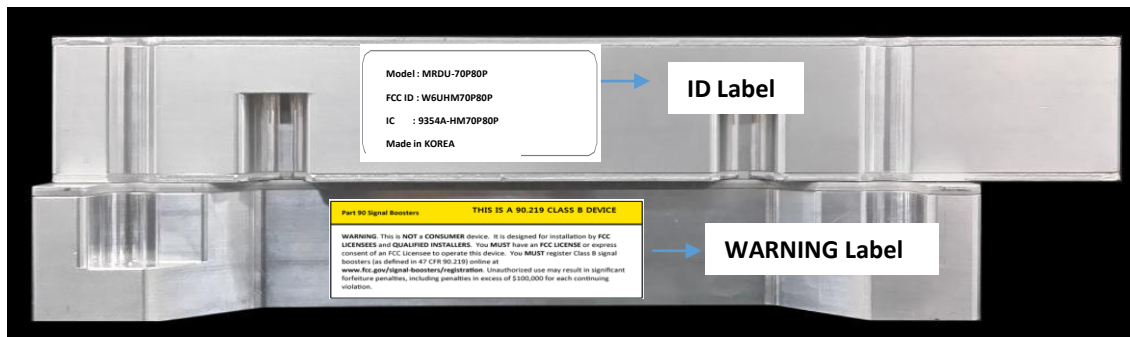 Model : MRDU-70P80P
FCC ID : W6UHM70P80P
IC : 9354A-HM70P80P
Made in KOREA
ID Label
Part 90 Signal Boosters THIS IS A 90.219 CLASS B DEVICE
WARNING. This is NOT a CONSUMER device. It is designed for installation by FCC
LICENSEES and QUALIFIED INSTALLERS. You MUST have an FCC LICENSE or express
consent of an FCC Licensee to operate this device. You MUST register Class B signal
boosters (as defined in 47 CFR 90.219) online at
www.fcc.gov/signal-boosters/registration. Unauthorized use may result in significant
forfeiture penalties, including penalties in excess of $100,000 for each continuing
violation.
WARNING Label